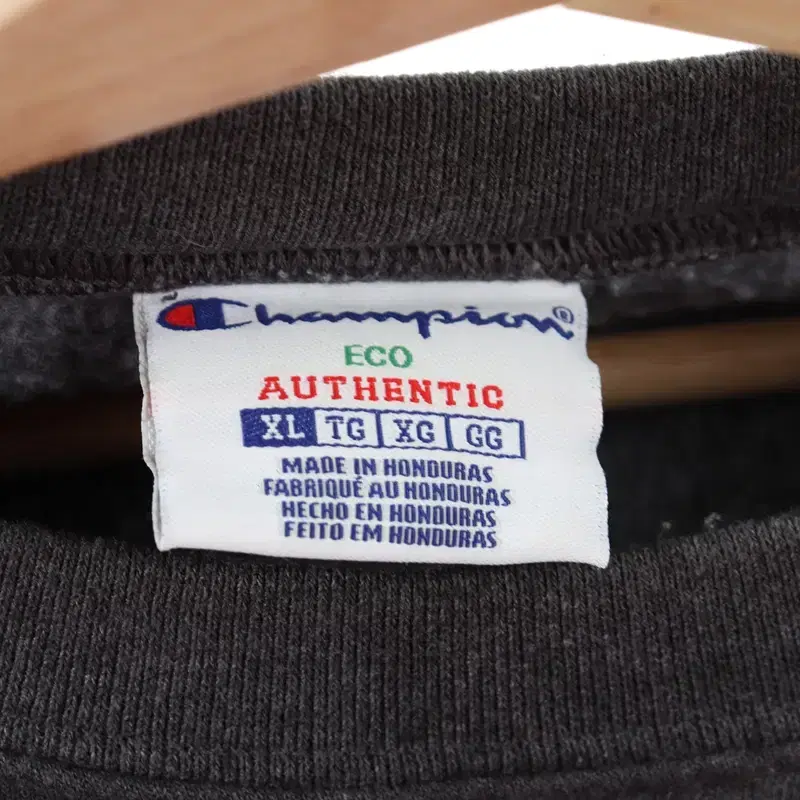 Champion®
ECO
AUTHENTIC
XL TG XG GG
MADE IN HONDURAS
FABRIQUÉ AU HONDURAS
HECHO EN HONDURAS
FEITO EM HONDURAS